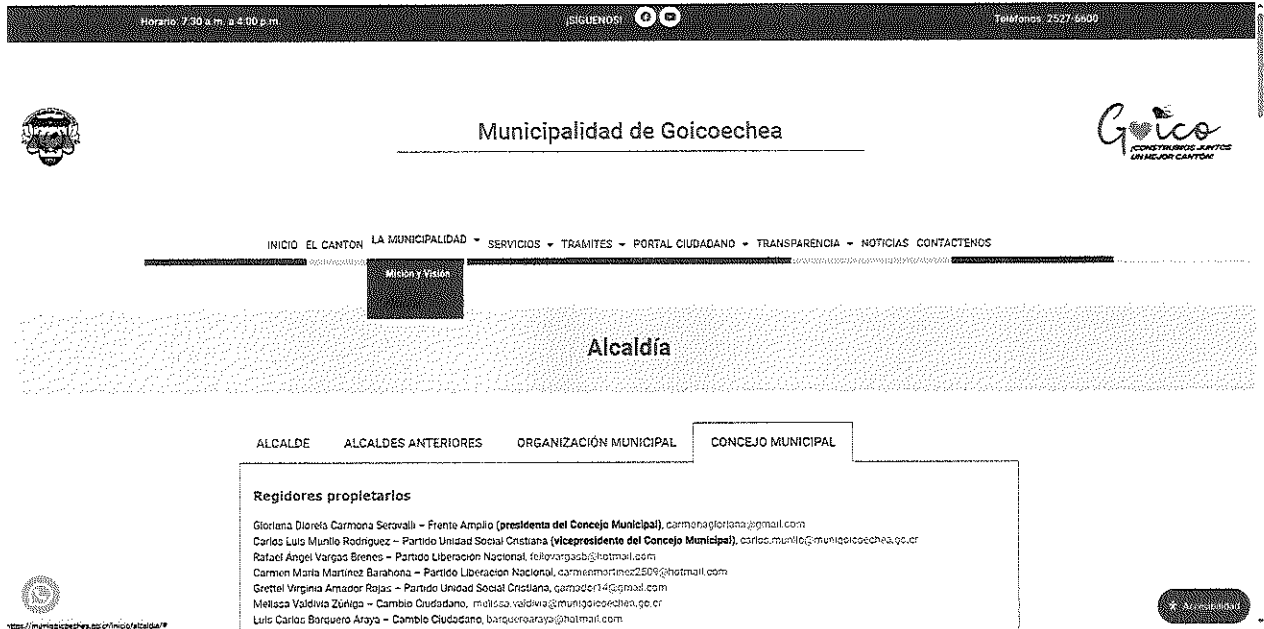 Horario: 7:30 a.m. a 4:00 p.m.
¡SIGUENOS!
Teléfonos: 2527-6600
Municipalidad de Goicoechea
Goico
¡CONSTRUIMOS JUNTOS
UN MEJOR CANTÓN!
INICIO EL CANTON LA MUNICIPALIDAD SERVICIOS TRAMITES PORTAL CIUDADANO TRANSPARENCIA NOTICIAS CONTACTENOS
Misión y Visión
Alcaldía
ALCALDE ALCALDES ANTERIORES ORGANIZACIÓN MUNICIPAL CONCEJO MUNICIPAL
Regidores propietarios
Gloriana Diorela Carmona Seravalli – Frente Amplio (presidenta del Concejo Municipal), carmonagloriana@gmail.com
Carlos Luis Murillo Rodríguez – Partido Unidad Social Cristiana (vicepresidente del Concejo Municipal), carlos.murillo@munigoicoechea.go.cr
Rafael Ángel Vargas Brenes – Partido Liberación Nacional, fellovargasb@hotmail.com
Carmen María Martínez Barahona – Partido Liberación Nacional, carmenmartinez2509@hotmail.com
Grettel Virginia Amador Rojas – Partido Unidad Social Cristiana, gamador14@gmail.com
Melissa Valdivia Zúñiga – Cambio Ciudadano, melissa.valdivia@munigoicoechea.go.cr
Luis Carlos Barquero Araya – Cambio Ciudadano, barqueroaraya@hotmail.com
Accesibilidad
https://munigoicoechea.go.cr/inicio/alcaldia/#